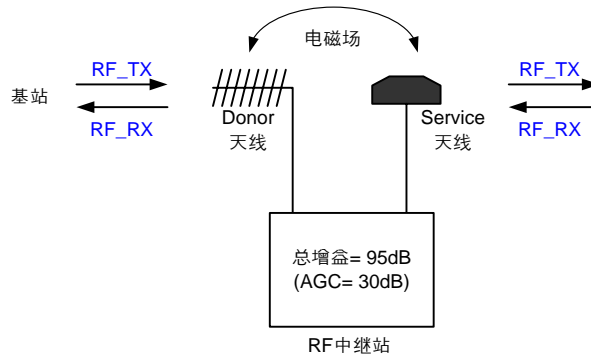 电磁场
RF_TX
RF_TX
基站
RF_RX
Donor
天线
Service
天线
RF_RX
总增益= 95dB
(AGC= 30dB)
RF中继站